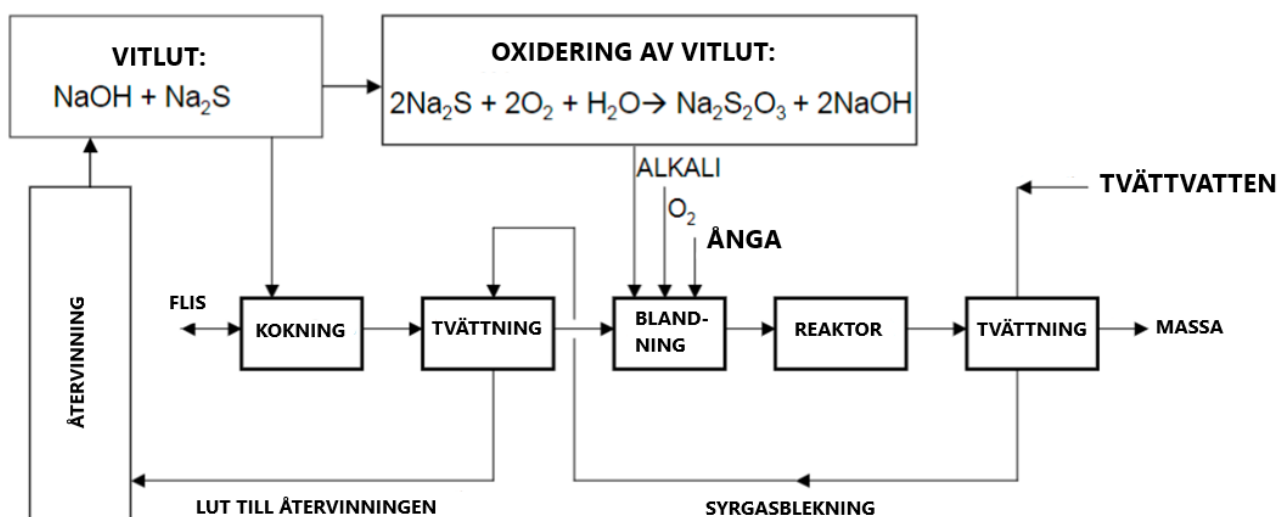 VITLUT:
NaOH + Na₂S
OXIDERING AV VITLUT:
2Na₂S + 2O₂ + H₂O→ Na₂S₂O₃ + 2NaOH
ALKALI
O₂
ÅNGA
TVÄTTVATTEN
ÅTERVINNING
FLIS
KOKNING
TVÄTTNING
BLAND-
NING
REAKTOR
TVÄTTNING
MASSA
LUT TILL ÅTERVINNINGEN
SYRGASBLEKNING